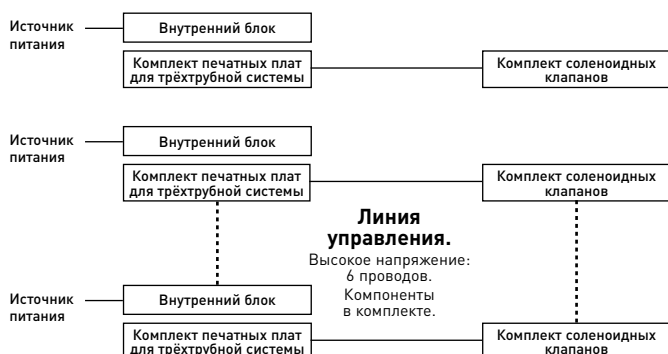 Источник
питания
Внутренний блок
Комплект печатных плат
для трёхтрубной системы
Комплект соленоидных
клапанов
Источник
питания
Внутренний блок
Комплект печатных плат
для трёхтрубной системы
Комплект соленоидных
клапанов
Линия
управления.
Высокое напряжение:
6 проводов.
Компоненты
в комплекте.
Источник
питания
Внутренний блок
Комплект печатных плат
для трёхтрубной системы
Комплект соленоидных
клапанов